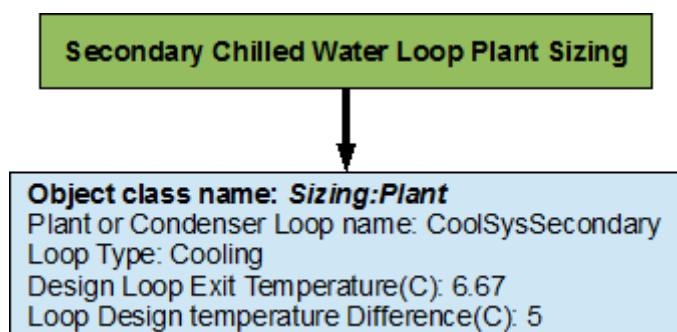 Secondary Chilled Water Loop Plant Sizing
Object class name: Sizing:Plant
Plant or Condenser Loop name: CoolSysSecondary
Loop Type: Cooling
Design Loop Exit Temperature(C): 6.67
Loop Design temperature Difference(C): 5